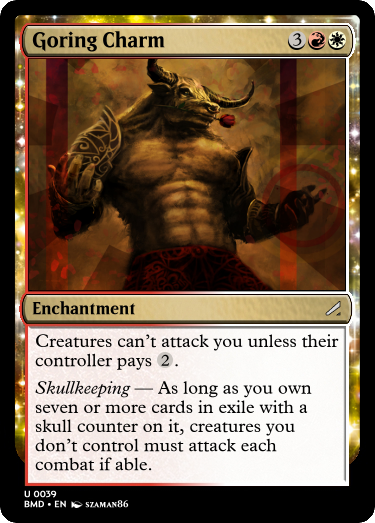 Goring Charm 3
Enchantment
Creatures can't attack you unless their
controller pays 2.
Skullkeeping — As long as you own
seven or more cards in exile with a
skull counter on it, creatures you
don't control must attack each
combat if able.
U 0039
BMD • EN SZAMAN86